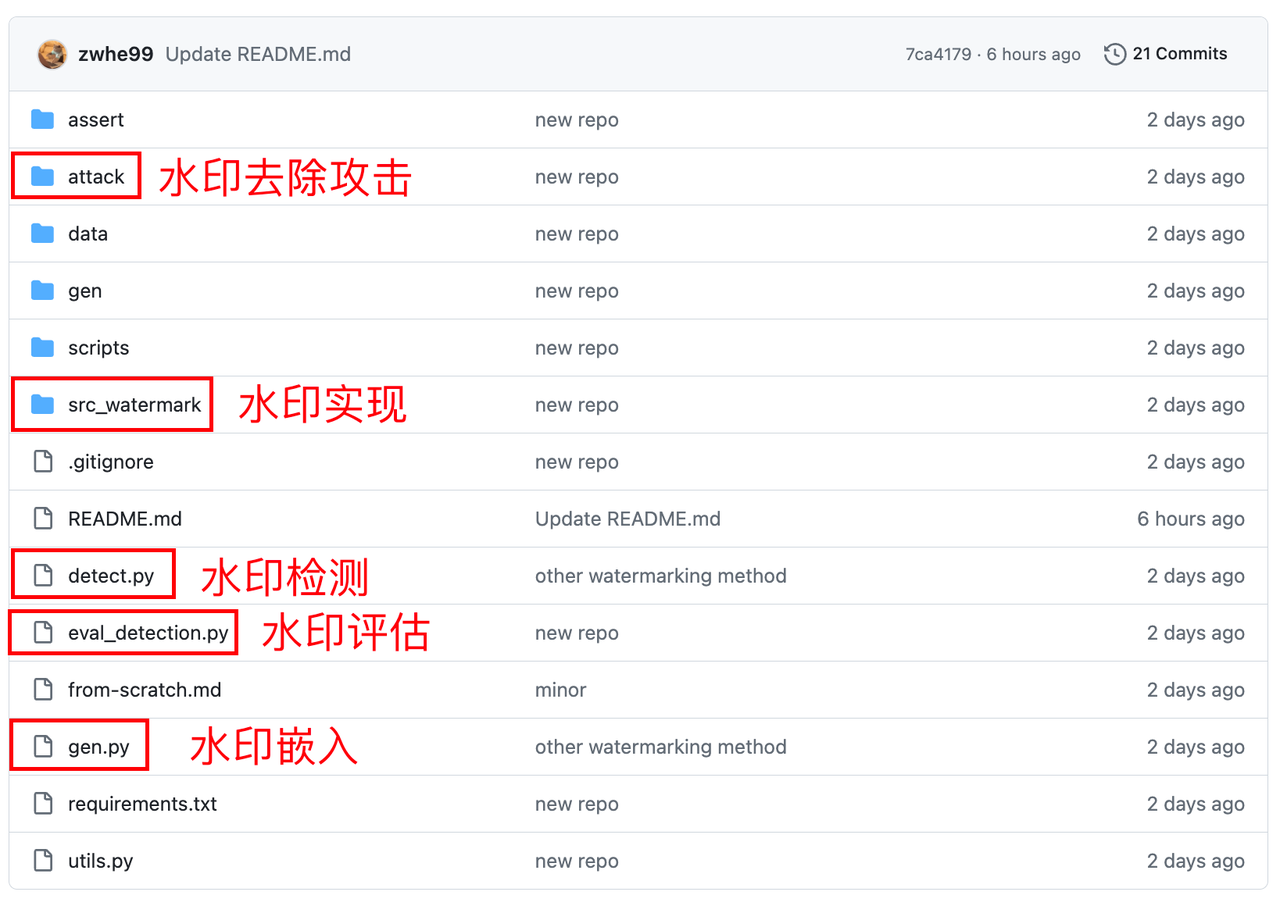 zwhe99 Update README.md 7ca4179 · 6 hours ago 21 Commits
assert new repo 2 days ago
attack 水印去除攻击 new repo 2 days ago
data new repo 2 days ago
gen new repo 2 days ago
scripts new repo 2 days ago
src_watermark 水印实现 new repo 2 days ago
.gitignore new repo 2 days ago
README.md Update README.md 6 hours ago
detect.py 水印检测 other watermarking method 2 days ago
eval_detection.py 水印评估 new repo 2 days ago
from-scratch.md minor 2 days ago
gen.py 水印嵌入 other watermarking method 2 days ago
requirements.txt new repo 2 days ago
utils.py new repo 2 days ago